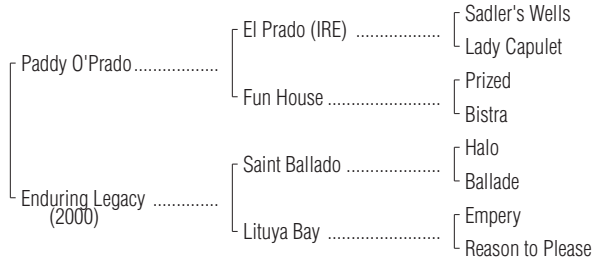 Sadler's Wells
El Prado (IRE) ..................
Lady Capulet
Paddy O'Prado..................
Prized
Fun House ........................
Bistra
Halo
Saint Ballado ....................
Ballade
Enduring Legacy ..............
(2000)
Empery
Lituya Bay ........................
Reason to Please